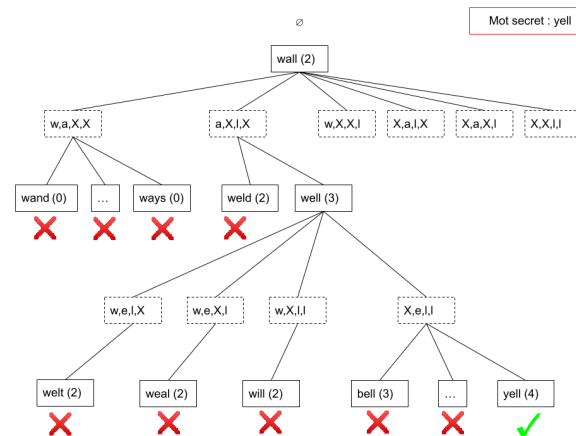 ∅
Mot secret : yell
wall (2)
w,a,X,X
a,X,l,X
w,X,X,l
X,a,l,X
X,a,X,l
X,X,l,l
wand (0)
...
ways (0)
weld (2)
well (3)
w,e,l,X
w,e,X,l
w,X,l,l
X,e,l,l
welt (2)
weal (2)
will (2)
bell (3)
...
yell (4)